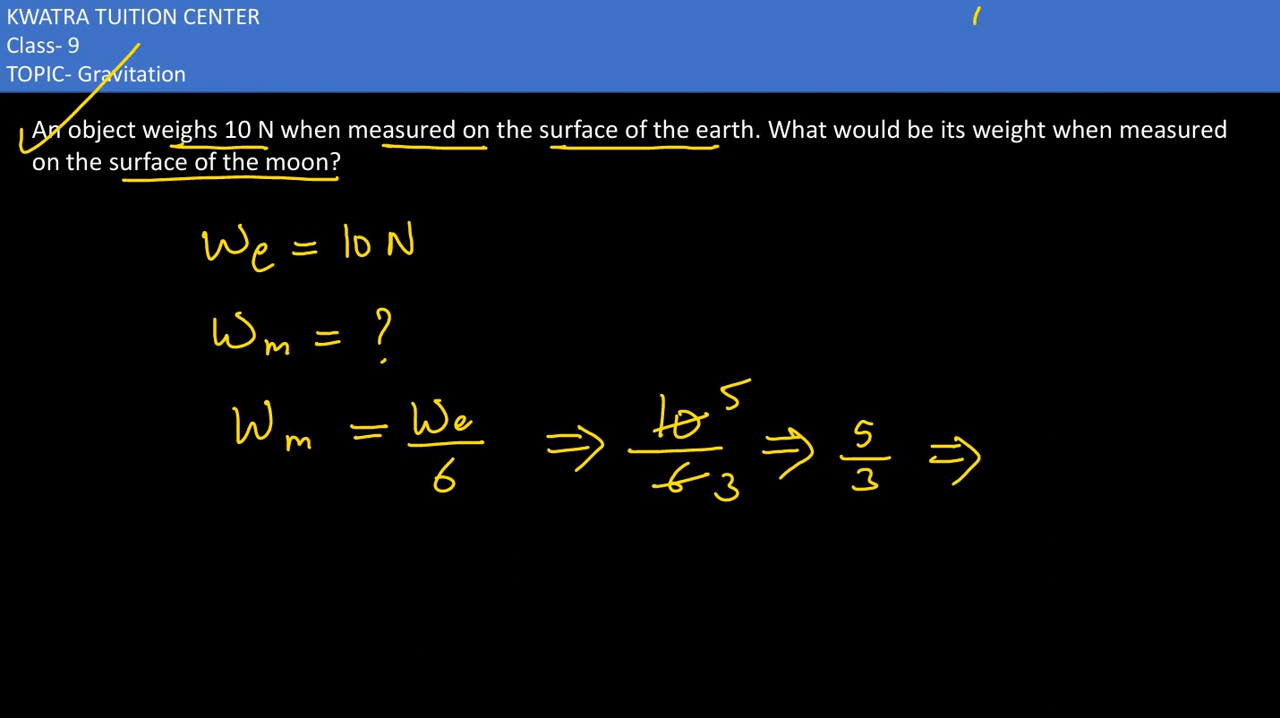 KWATRA TUITION CENTER
Class- 9
TOPIC- Gravitation
An object weighs 10 N when measured on the surface of the earth. What would be its weight when measured
on the surface of the moon?
We = 10 N
Wm = ?
Wm = We/6 ⇒ 10/6 5/3 ⇒ 5/3 ⇒